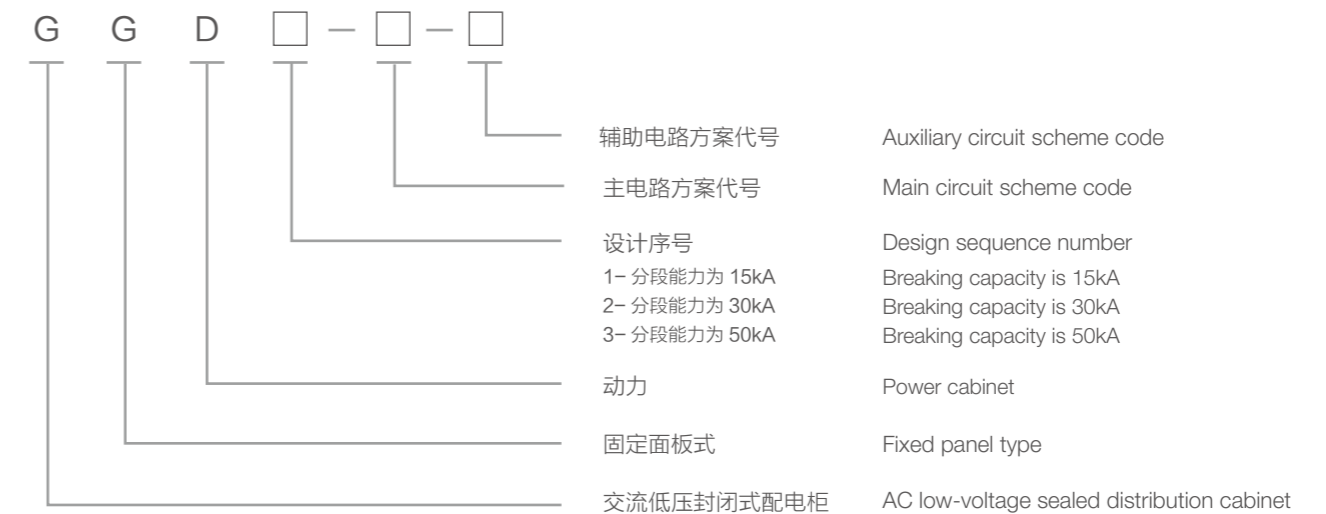 G G D □ － □ － □
辅助电路方案代号 Auxiliary circuit scheme code
主电路方案代号 Main circuit scheme code
设计序号 Design sequence number
1－分段能力为 15kA Breaking capacity is 15kA
2－分段能力为 30kA Breaking capacity is 30kA
3－分段能力为 50kA Breaking capacity is 50kA
动力 Power cabinet
固定面板式 Fixed panel type
交流低压封闭式配电柜 AC low-voltage sealed distribution cabinet